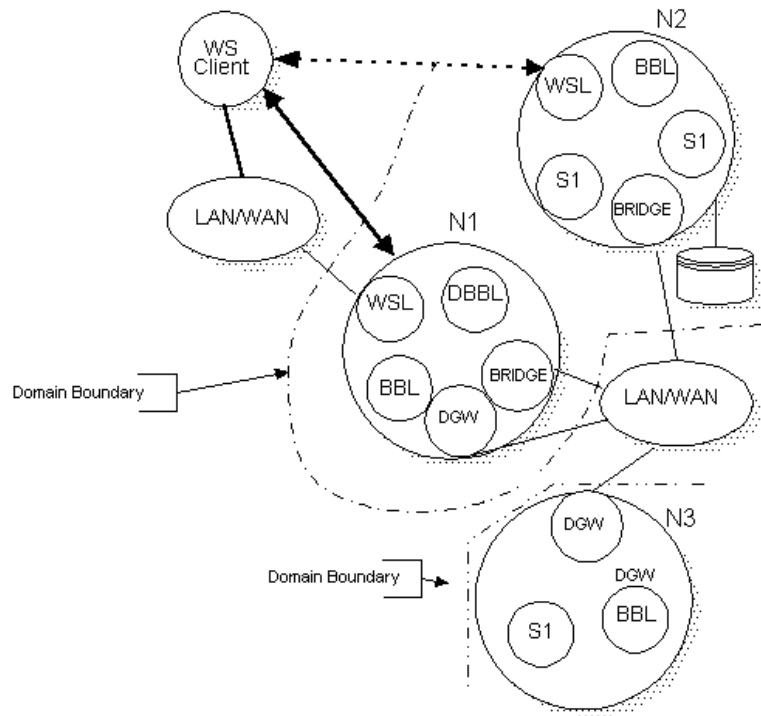 N2
WS
Client
WSL
BBL
S1
S1
BRIDGE
LAN/WAN
N1
WSL
DBBL
BBL
BRIDGE
DGW
Domain Boundary
LAN/WAN
N3
DGW
Domain Boundary
DGW
S1
BBL